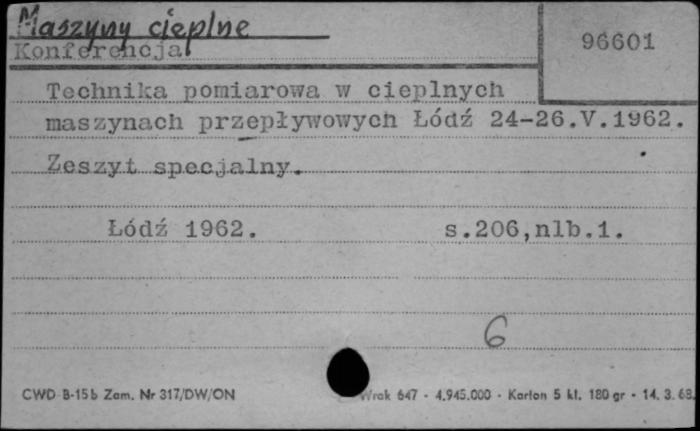 Maszyny cieplne
Konferencja
96601
Technika pomiarowa w cieplnych
maszynach przepływowych Łódź 24-26.V.1962.
Zeszyt specjalny.
Łódź 1962. s.206,nlb.1.
6
CWD B-15b Zam. Nr 317/DW/ON Wrak 647 - 4.945.000 - Karton 5 kl. 180 gr - 14. 3. 68.